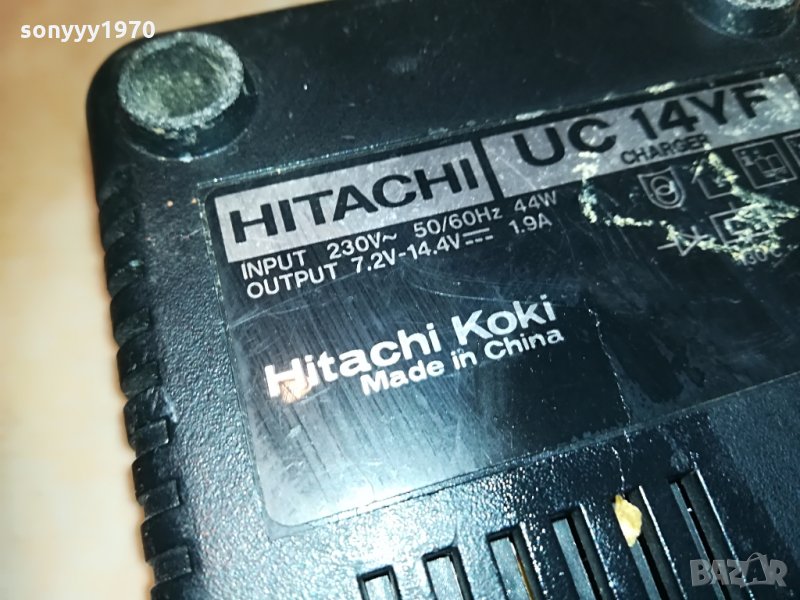 sonyyy1970
HITACHI
UC 14YF
CHARGER
INPUT 230V~ 50/60Hz 44W
OUTPUT 7.2V-14.4V⎓ 1.9A
Hitachi Koki
Made in China
BAZAR